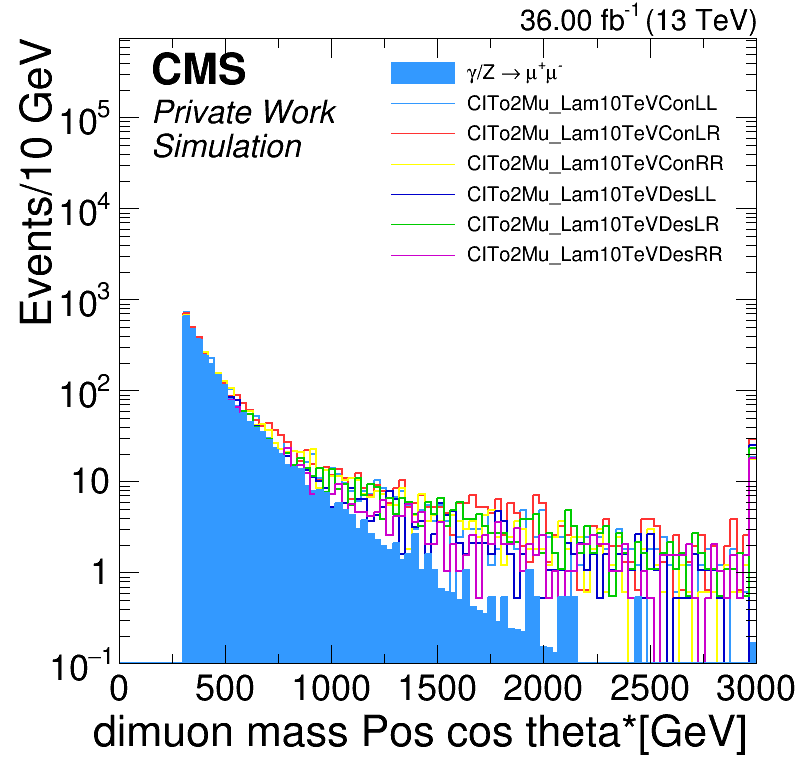 36.00 fb⁻¹ (13 TeV)
CMS
Private Work
Simulation
γ/Z → μ⁺μ⁻
CITo2Mu_Lam10TeVConLL
CITo2Mu_Lam10TeVConLR
CITo2Mu_Lam10TeVConRR
CITo2Mu_Lam10TeVDesLL
CITo2Mu_Lam10TeVDesLR
CITo2Mu_Lam10TeVDesRR
Events/10 GeV
10⁵
10⁴
10³
10²
10
1
10⁻¹
0 500 1000 1500 2000 2500 3000
dimuon mass Pos cos theta*[GeV]